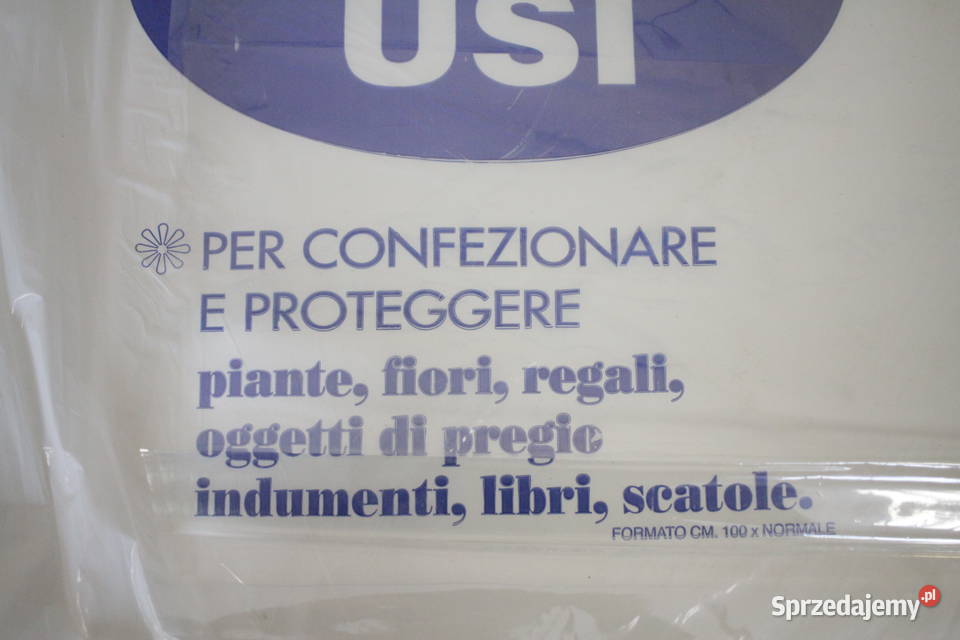 USI
PER CONFEZIONARE
E PROTEGGERE
piante, fiori, regali,
oggetti di pregio
indumenti, libri, scatole.
FORMATO CM. 100 x NORMALE
Sprzedajemy.pl